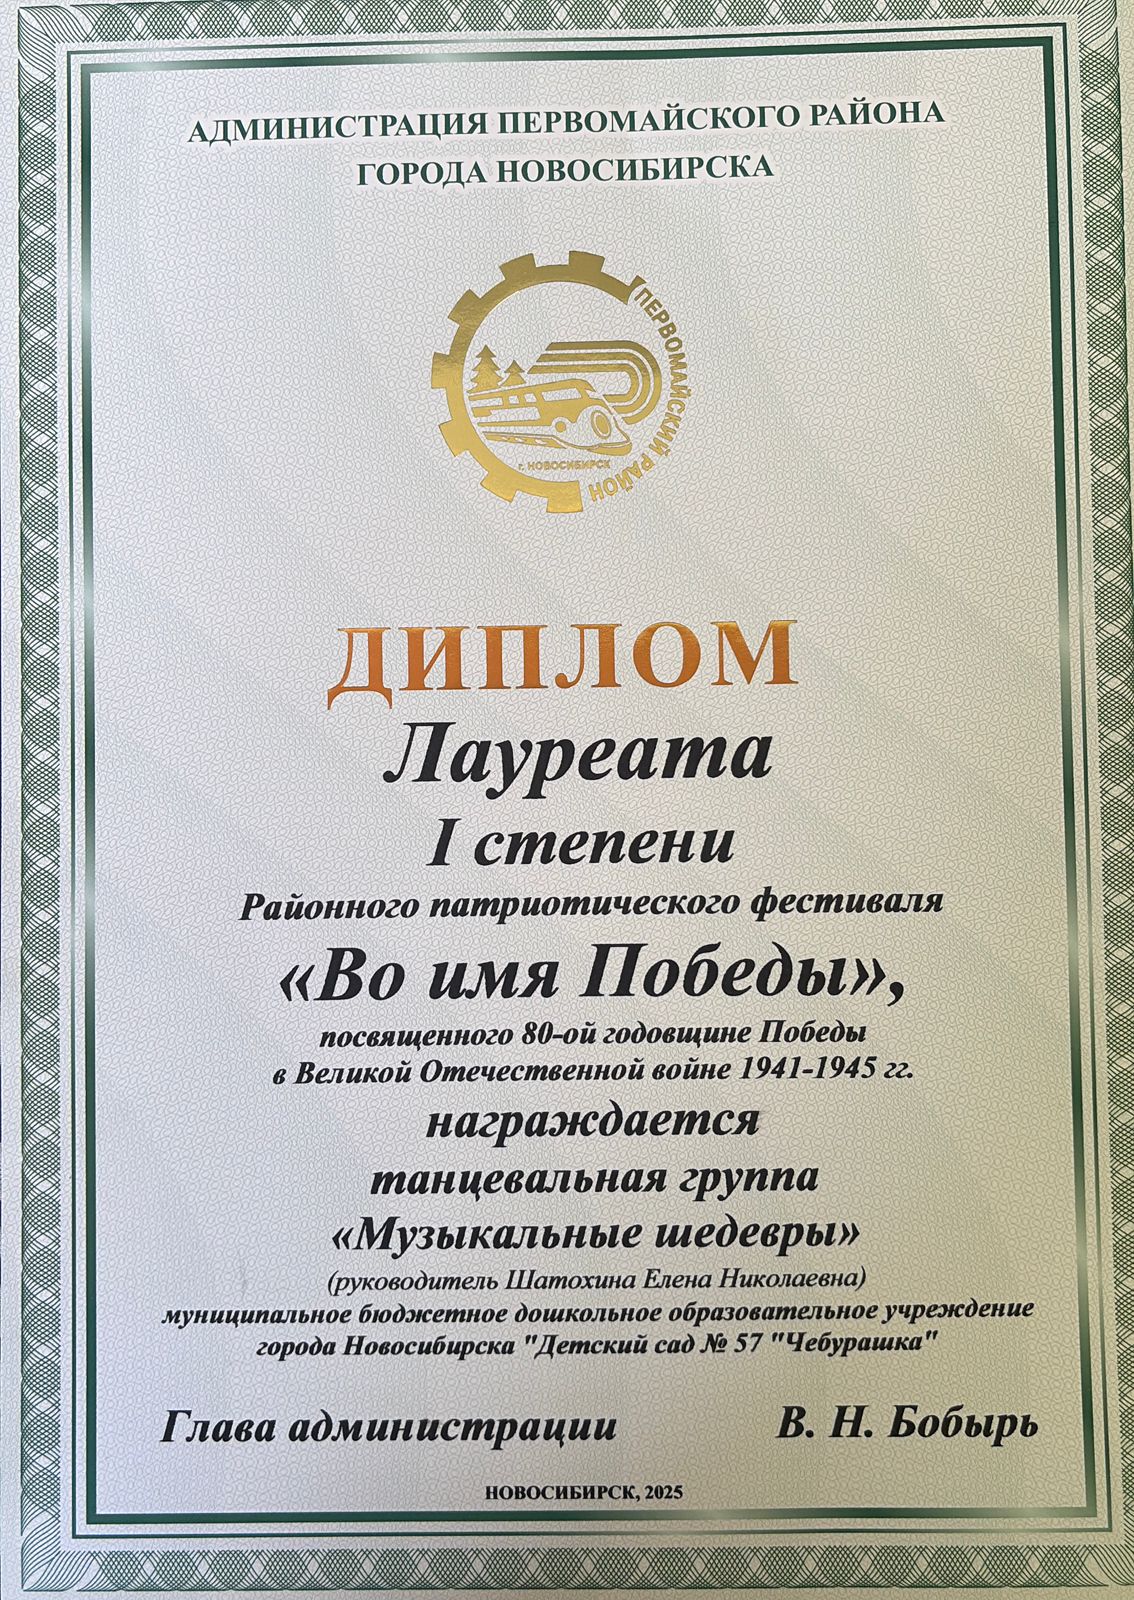 АДМИНИСТРАЦИЯ ПЕРВОМАЙСКОГО РАЙОНА
ГОРОДА НОВОСИБИРСКА
ПЕРВОМАЙСКИЙ РАЙОН
г. НОВОСИБИРСК
ДИПЛОМ
Лауреата
I степени
Районного патриотического фестиваля
«Во имя Победы»,
посвященного 80-ой годовщине Победы
в Великой Отечественной войне 1941-1945 гг.
награждается
танцевальная группа
«Музыкальные шедевры»
(руководитель Шатохина Елена Николаевна)
муниципальное бюджетное дошкольное образовательное учреждение
города Новосибирска "Детский сад № 57 "Чебурашка"
Глава администрации В. Н. Бобырь
НОВОСИБИРСК, 2025